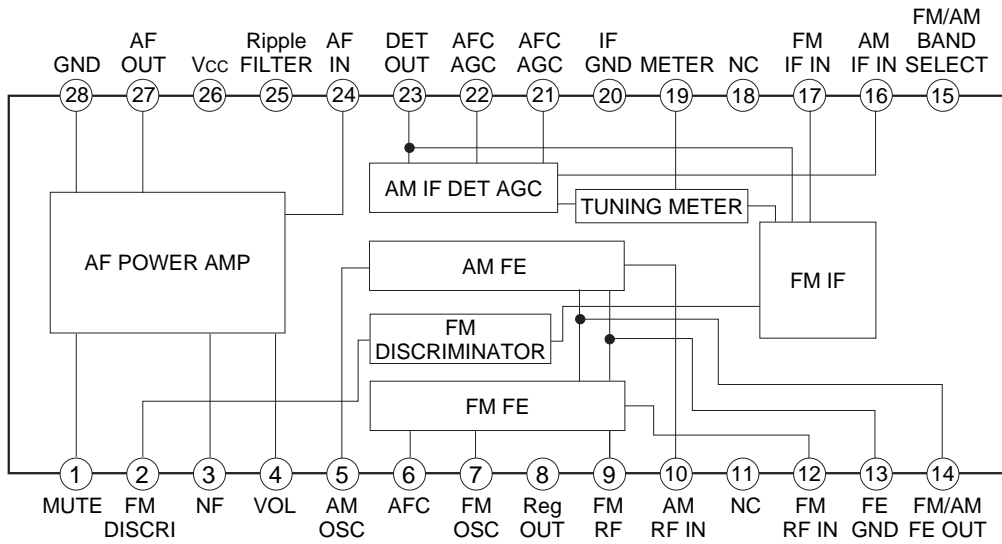 GND
AF
OUT
Vcc
Ripple
FILTER
AF
IN
DET
OUT
AFC
AGC
AFC
AGC
IF
GND
METER
NC
FM
IF IN
AM
IF IN
FM/AM
BAND
SELECT
28 27 26 25 24 23 22 21 20 19 18 17 16 15
AM IF DET AGC
TUNING METER
AF POWER AMP
AM FE
FM IF
FM
DISCRIMINATOR
FM FE
1 2 3 4 5 6 7 8 9 10 11 12 13 14
MUTE
FM
DISCRI
NF
VOL
AM
OSC
AFC
FM
OSC
Reg
OUT
FM
RF
AM
RF IN
NC
FM
RF IN
FE
GND
FM/AM
FE OUT